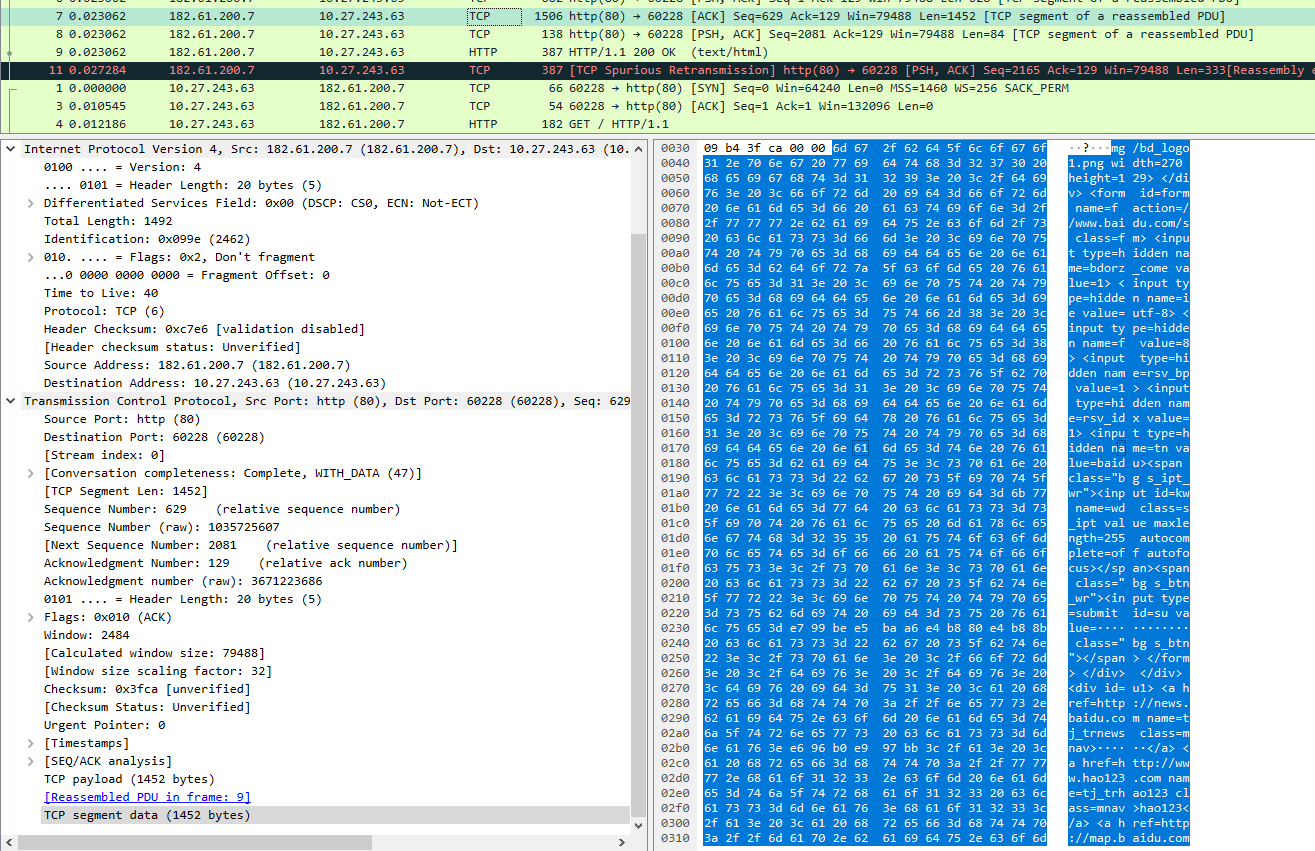 7 0.023062 182.61.200.7 10.27.243.63 TCP 1506 http(80) → 60228 [ACK] Seq=629 Ack=129 Win=79488 Len=1452 [TCP segment of a reassembled PDU]
8 0.023062 182.61.200.7 10.27.243.63 TCP 138 http(80) → 60228 [PSH, ACK] Seq=2081 Ack=129 Win=79488 Len=84 [TCP segment of a reassembled PDU]
9 0.023062 182.61.200.7 10.27.243.63 HTTP 387 HTTP/1.1 200 OK  (text/html)
11 0.027284 182.61.200.7 10.27.243.63 TCP 387 [TCP Spurious Retransmission] http(80) → 60228 [PSH, ACK] Seq=2165 Ack=129 Win=79488 Len=333[Reassembly e
1 0.000000 10.27.243.63 182.61.200.7 TCP 66 60228 → http(80) [SYN] Seq=0 Win=64240 Len=0 MSS=1460 WS=256 SACK_PERM
3 0.010545 10.27.243.63 182.61.200.7 TCP 54 60228 → http(80) [ACK] Seq=1 Ack=1 Win=132096 Len=0
4 0.012186 10.27.243.63 182.61.200.7 HTTP 182 GET / HTTP/1.1
Internet Protocol Version 4, Src: 182.61.200.7 (182.61.200.7), Dst: 10.27.243.63 (10.
0100 .... = Version: 4
.... 0101 = Header Length: 20 bytes (5)
Differentiated Services Field: 0x00 (DSCP: CS0, ECN: Not-ECT)
Total Length: 1492
Identification: 0x099e (2462)
010. .... = Flags: 0x2, Don't fragment
...0 0000 0000 0000 = Fragment Offset: 0
Time to Live: 40
Protocol: TCP (6)
Header Checksum: 0xc7e6 [validation disabled]
[Header checksum status: Unverified]
Source Address: 182.61.200.7 (182.61.200.7)
Destination Address: 10.27.243.63 (10.27.243.63)
Transmission Control Protocol, Src Port: http (80), Dst Port: 60228 (60228), Seq: 629
Source Port: http (80)
Destination Port: 60228 (60228)
[Stream index: 0]
[Conversation completeness: Complete, WITH_DATA (47)]
[TCP Segment Len: 1452]
Sequence Number: 629    (relative sequence number)
Sequence Number (raw): 1035725607
[Next Sequence Number: 2081    (relative sequence number)]
Acknowledgment Number: 129    (relative ack number)
Acknowledgment number (raw): 3671223686
0101 .... = Header Length: 20 bytes (5)
Flags: 0x010 (ACK)
Window: 2484
[Calculated window size: 79488]
[Window size scaling factor: 32]
Checksum: 0x3fca [unverified]
[Checksum Status: Unverified]
Urgent Pointer: 0
[Timestamps]
[SEQ/ACK analysis]
TCP payload (1452 bytes)
[Reassembled PDU in frame: 9]
TCP segment data (1452 bytes)
0030 09 b4 3f ca 00 00 6d 67 2f 62 64 5f 6c 6f 67 6f ··?···mg /bd_logo
0040 31 2e 70 6e 67 20 77 69 64 74 68 3d 32 37 30 20 1.png wi dth=270
0050 68 65 69 67 68 74 3d 31 32 39 3e 20 3c 2f 64 69 height=1 29> </di
0060 76 3e 20 3c 66 6f 72 6d 20 69 64 3d 66 6f 72 6d v> <form id=form
0070 20 6e 61 6d 65 3d 66 20 61 63 74 69 6f 6e 3d 2f name=f action=/
0080 2f 77 77 77 2e 62 61 69 64 75 2e 63 6f 6d 2f 73 /www.bai du.com/s
0090 20 63 6c 61 73 73 3d 66 6d 3e 20 3c 69 6e 70 75 class=f m> <inpu
00a0 74 20 74 79 70 65 3d 68 69 64 64 65 6e 20 6e 61 t type=h idden na
00b0 6d 65 3d 62 64 6f 72 7a 5f 63 6f 6d 65 20 76 61 me=bdorz _come va
00c0 6c 75 65 3d 31 3e 20 3c 69 6e 70 75 74 20 74 79 lue=1> < input ty
00d0 70 65 3d 68 69 64 64 65 6e 20 6e 61 6d 65 3d 69 pe=hidde n name=i
00e0 65 20 76 61 6c 75 65 3d 75 74 66 2d 38 3e 20 3c e value= utf-8> <
00f0 69 6e 70 75 74 20 74 79 70 65 3d 68 69 64 64 65 input ty pe=hidde
0100 6e 20 6e 61 6d 65 3d 66 20 76 61 6c 75 65 3d 38 n name=f value=8
0110 3e 20 3c 69 6e 70 75 74 20 74 79 70 65 3d 68 69 > <input type=hi
0120 64 64 65 6e 20 6e 61 6d 65 3d 72 73 76 5f 62 70 dden nam e=rsv_bp
0130 20 76 61 6c 75 65 3d 31 3e 20 3c 69 6e 70 75 74 value=1 > <input
0140 20 74 79 70 65 3d 68 69 64 64 65 6e 20 6e 61 6d type=hi dden nam
0150 65 3d 72 73 76 5f 69 64 78 20 76 61 6c 75 65 3d e=rsv_id x value=
0160 31 3e 20 3c 69 6e 70 75 74 20 74 79 70 65 3d 68 1> <inpu t type=h
0170 69 64 64 65 6e 20 6e 61 6d 65 3d 74 6e 20 76 61 idden na me=tn va
0180 6c 75 65 3d 62 61 69 64 75 3e 3c 73 70 61 6e 20 lue=baid u><span
0190 63 6c 61 73 73 3d 22 62 67 20 73 5f 69 70 74 5f class="b g s_ipt_
01a0 77 72 22 3e 3c 69 6e 70 75 74 20 69 64 3d 6b 77 wr"><inp ut id=kw
01b0 20 6e 61 6d 65 3d 77 64 20 63 6c 61 73 73 3d 73 name=wd class=s
01c0 5f 69 70 74 20 76 61 6c 75 65 20 6d 61 78 6c 65 _ipt val ue maxle
01d0 6e 67 74 68 3d 32 35 35 20 61 75 74 6f 63 6f 6d ngth=255 autocom
01e0 70 6c 65 74 65 3d 6f 66 66 20 61 75 74 6f 66 6f plete=of f autofo
01f0 63 75 73 3e 3c 2f 73 70 61 6e 3e 3c 73 70 61 6e cus></sp an><span
0200 20 63 6c 61 73 73 3d 22 62 67 20 73 5f 62 74 6e class=" bg s_btn
0210 5f 77 72 22 3e 3c 69 6e 70 75 74 20 74 79 70 65 _wr"><in put type
0220 3d 73 75 62 6d 69 74 20 69 64 3d 73 75 20 76 61 =submit id=su va
0230 6c 75 65 3d e7 99 be e5 ba a6 e4 b8 80 e4 b8 8b lue=···· ········
0240 20 63 6c 61 73 73 3d 22 62 67 20 73 5f 62 74 6e class=" bg s_btn
0250 22 3e 3c 2f 73 70 61 6e 3e 20 3c 2f 66 6f 72 6d "></span > </form
0260 3e 20 3c 2f 64 69 76 3e 20 3c 2f 64 69 76 3e 20 > </div> </div>
0270 3c 64 69 76 20 69 64 3d 75 31 3e 20 3c 61 20 68 <div id= u1> <a h
0280 72 65 66 3d 68 74 74 70 3a 2f 2f 6e 65 77 73 2e ref=http ://news.
0290 62 61 69 64 75 2e 63 6f 6d 20 6e 61 6d 65 3d 74 baidu.co m name=t
02a0 6a 5f 74 72 6e 65 77 73 20 63 6c 61 73 73 3d 6d j_trnews class=m
02b0 6e 61 76 3e e6 96 b0 e9 97 bb 3c 2f 61 3e 20 3c nav>···· ··</a> <
02c0 61 20 68 72 65 66 3d 68 74 74 70 3a 2f 2f 77 77 a href=h ttp://ww
02d0 77 2e 68 61 6f 31 32 33 2e 63 6f 6d 20 6e 61 6d w.hao123 .com nam
02e0 65 3d 74 6a 5f 74 72 68 61 6f 31 32 33 20 63 6c e=tj_trh ao123 cl
02f0 61 73 73 3d 6d 6e 61 76 3e 68 61 6f 31 32 33 3c ass=mnav >hao123<
0300 2f 61 3e 20 3c 61 20 68 72 65 66 3d 68 74 74 70 /a> <a h ref=http
0310 3a 2f 2f 6d 61 70 2e 62 61 69 64 75 2e 63 6f 6d ://map.b aidu.com